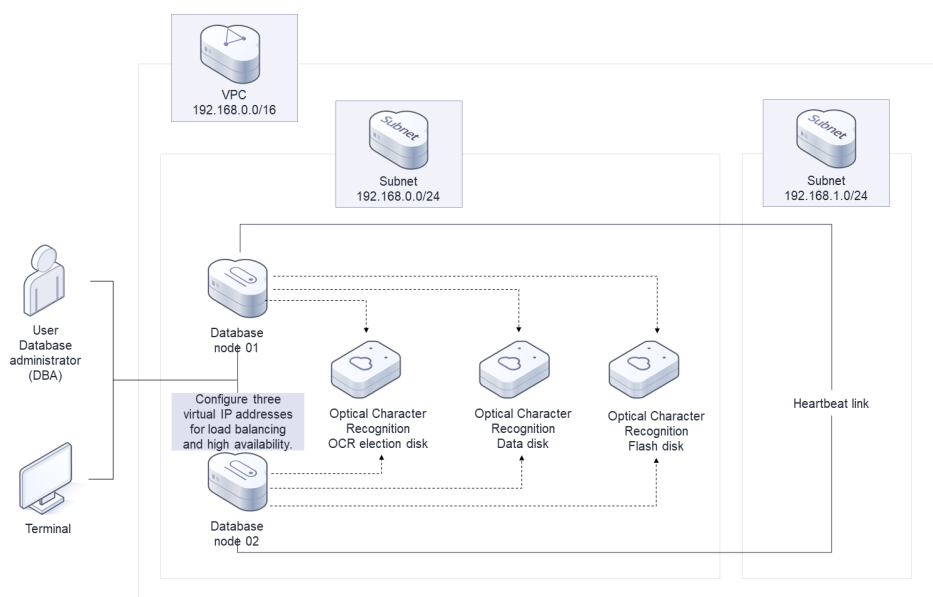 VPC
192.168.0.0/16
Subnet
Subnet
192.168.0.0/24
Subnet
Subnet
192.168.1.0/24
User
Database
administrator
(DBA)
Terminal
Database
node 01
Configure three
virtual IP addresses
for load balancing
and high availability.
Database
node 02
Optical Character
Recognition
OCR election disk
Optical Character
Recognition
Data disk
Optical Character
Recognition
Flash disk
Heartbeat link